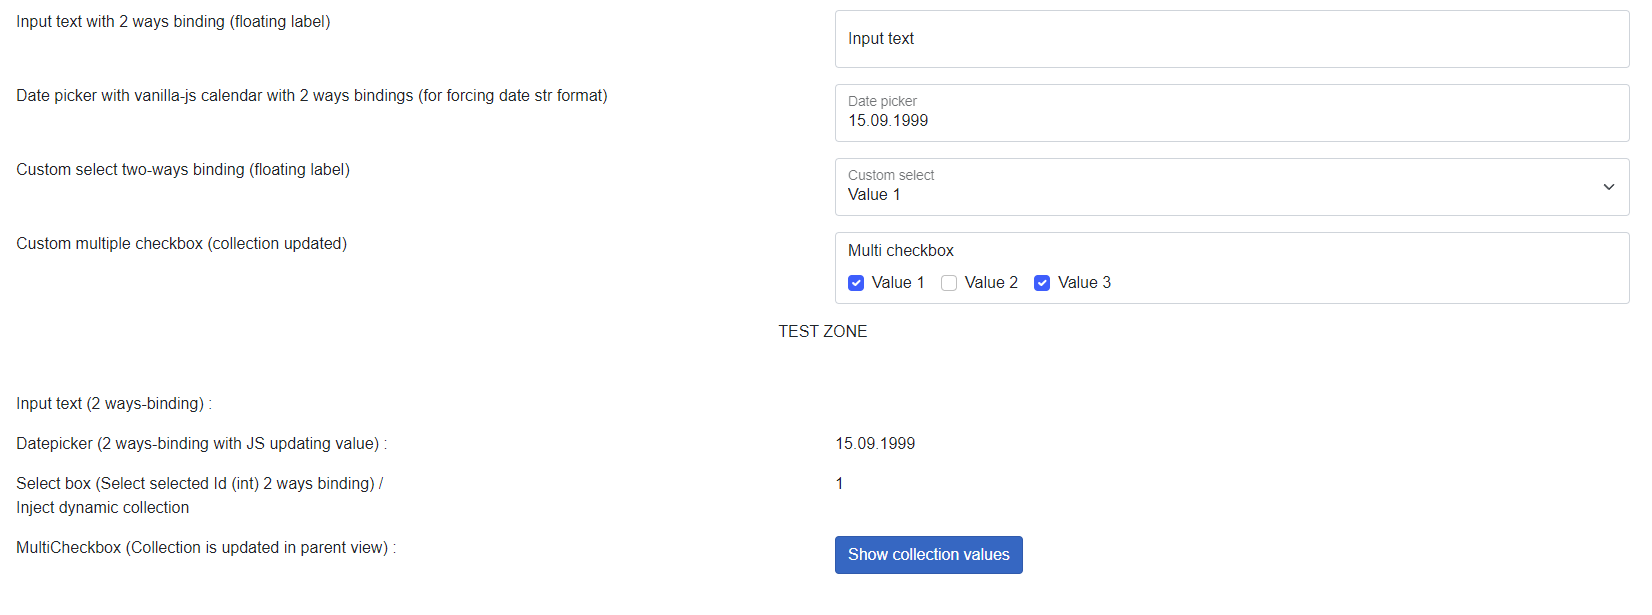 Input text with 2 ways binding (floating label)
Input text
Date picker with vanilla-js calendar with 2 ways bindings (for forcing date str format)
Date picker
15.09.1999
Custom select two-ways binding (floating label)
Custom select
Value 1
Custom multiple checkbox (collection updated)
Multi checkbox
Value 1 Value 2 Value 3
TEST ZONE
Input text (2 ways-binding) :
Datepicker (2 ways-binding with JS updating value) :
15.09.1999
Select box (Select selected Id (int) 2 ways binding) /
1
Inject dynamic collection
MultiCheckbox (Collection is updated in parent view) :
Show collection values